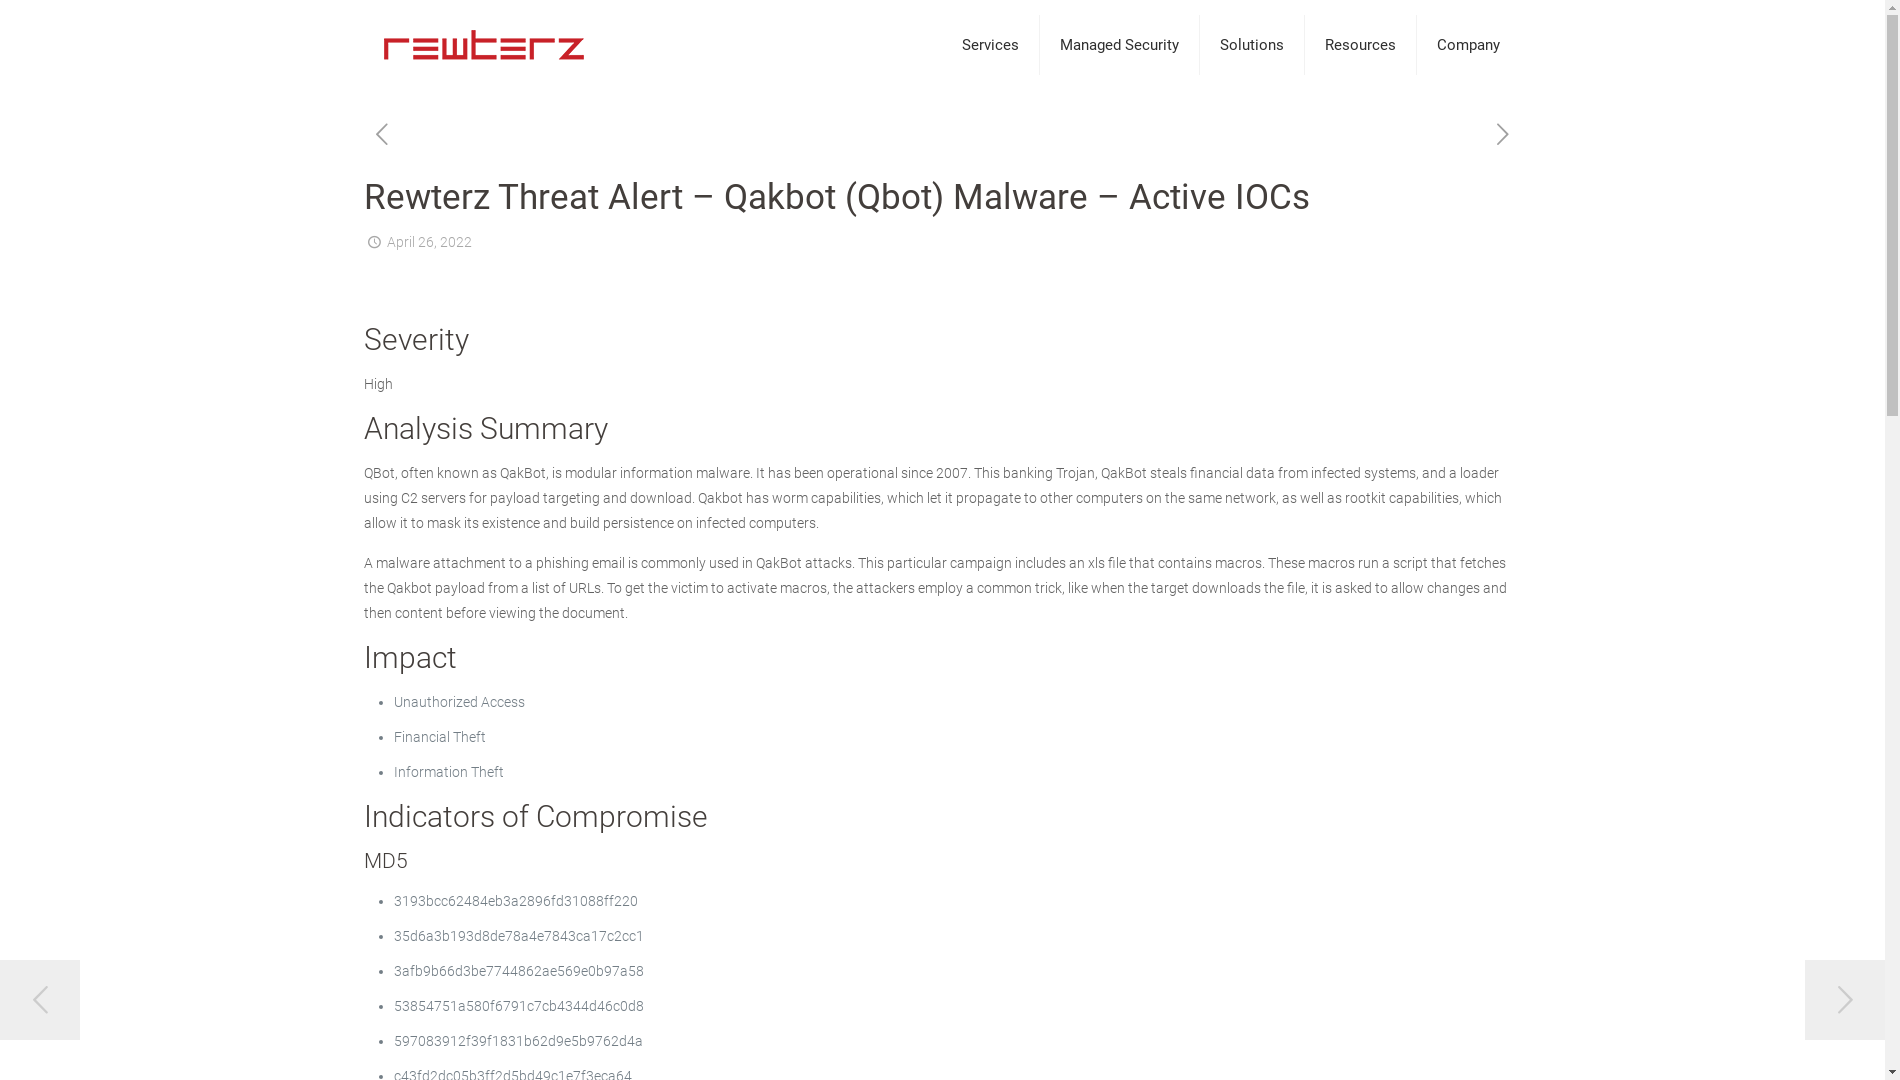 rewterz
Services
Managed Security
Solutions
Resources
Company
Rewterz Threat Alert – Qakbot (Qbot) Malware – Active IOCs
April 26, 2022
Severity
High
Analysis Summary
QBot, often known as QakBot, is modular information malware. It has been operational since 2007. This banking Trojan, QakBot steals financial data from infected systems, and a loader
using C2 servers for payload targeting and download. Qakbot has worm capabilities, which let it propagate to other computers on the same network, as well as rootkit capabilities, which
allow it to mask its existence and build persistence on infected computers.
A malware attachment to a phishing email is commonly used in QakBot attacks. This particular campaign includes an xls file that contains macros. These macros run a script that fetches
the Qakbot payload from a list of URLs. To get the victim to activate macros, the attackers employ a common trick, like when the target downloads the file, it is asked to allow changes and
then content before viewing the document.
Impact
Unauthorized Access
Financial Theft
Information Theft
Indicators of Compromise
MD5
3193bcc62484eb3a2896fd31088ff220
35d6a3b193d8de78a4e7843ca17c2cc1
3afb9b66d3be7744862ae569e0b97a58
53854751a580f6791c7cb4344d46c0d8
597083912f39f1831b62d9e5b9762d4a
c43fd2dc05b3ff2d5bd49c1e7f3eca64